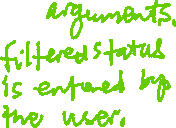 arguments.
filteredstatus
is entered by
the user.